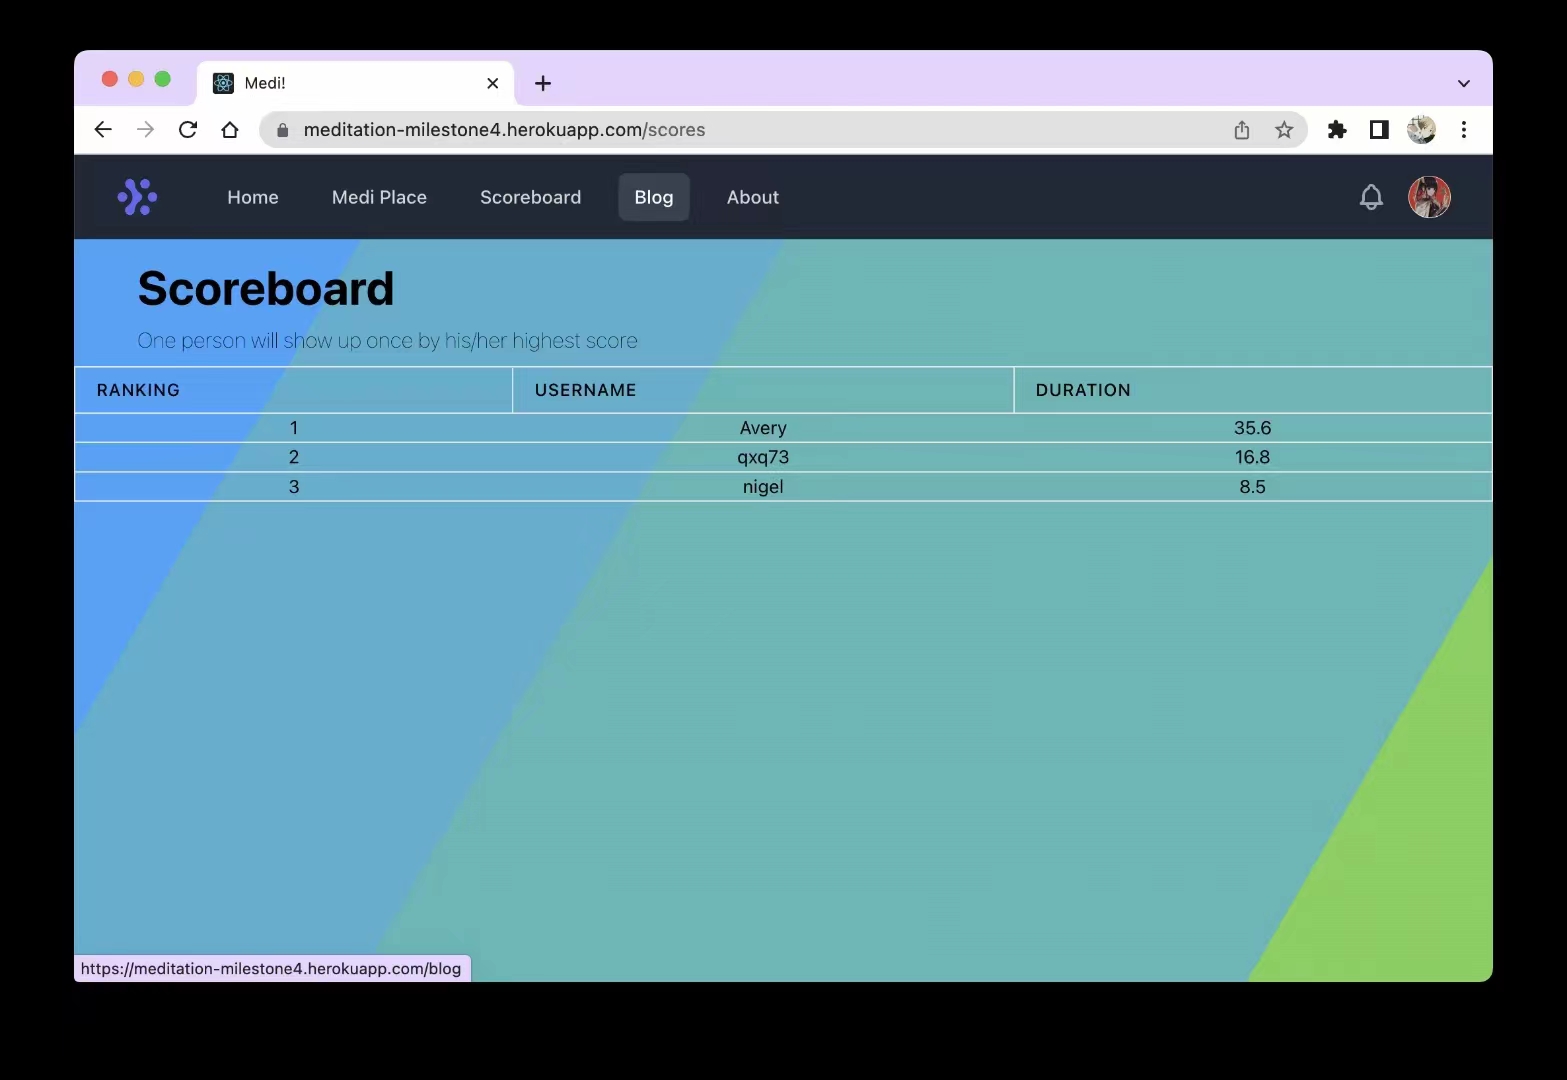 Medi!
meditation-milestone4.herokuapp.com/scores
Home Medi Place Scoreboard Blog About
Scoreboard
One person will show up once by his/her highest score
RANKING USERNAME DURATION
1 Avery 35.6
2 qxq73 16.8
3 nigel 8.5
https://meditation-milestone4.herokuapp.com/blog